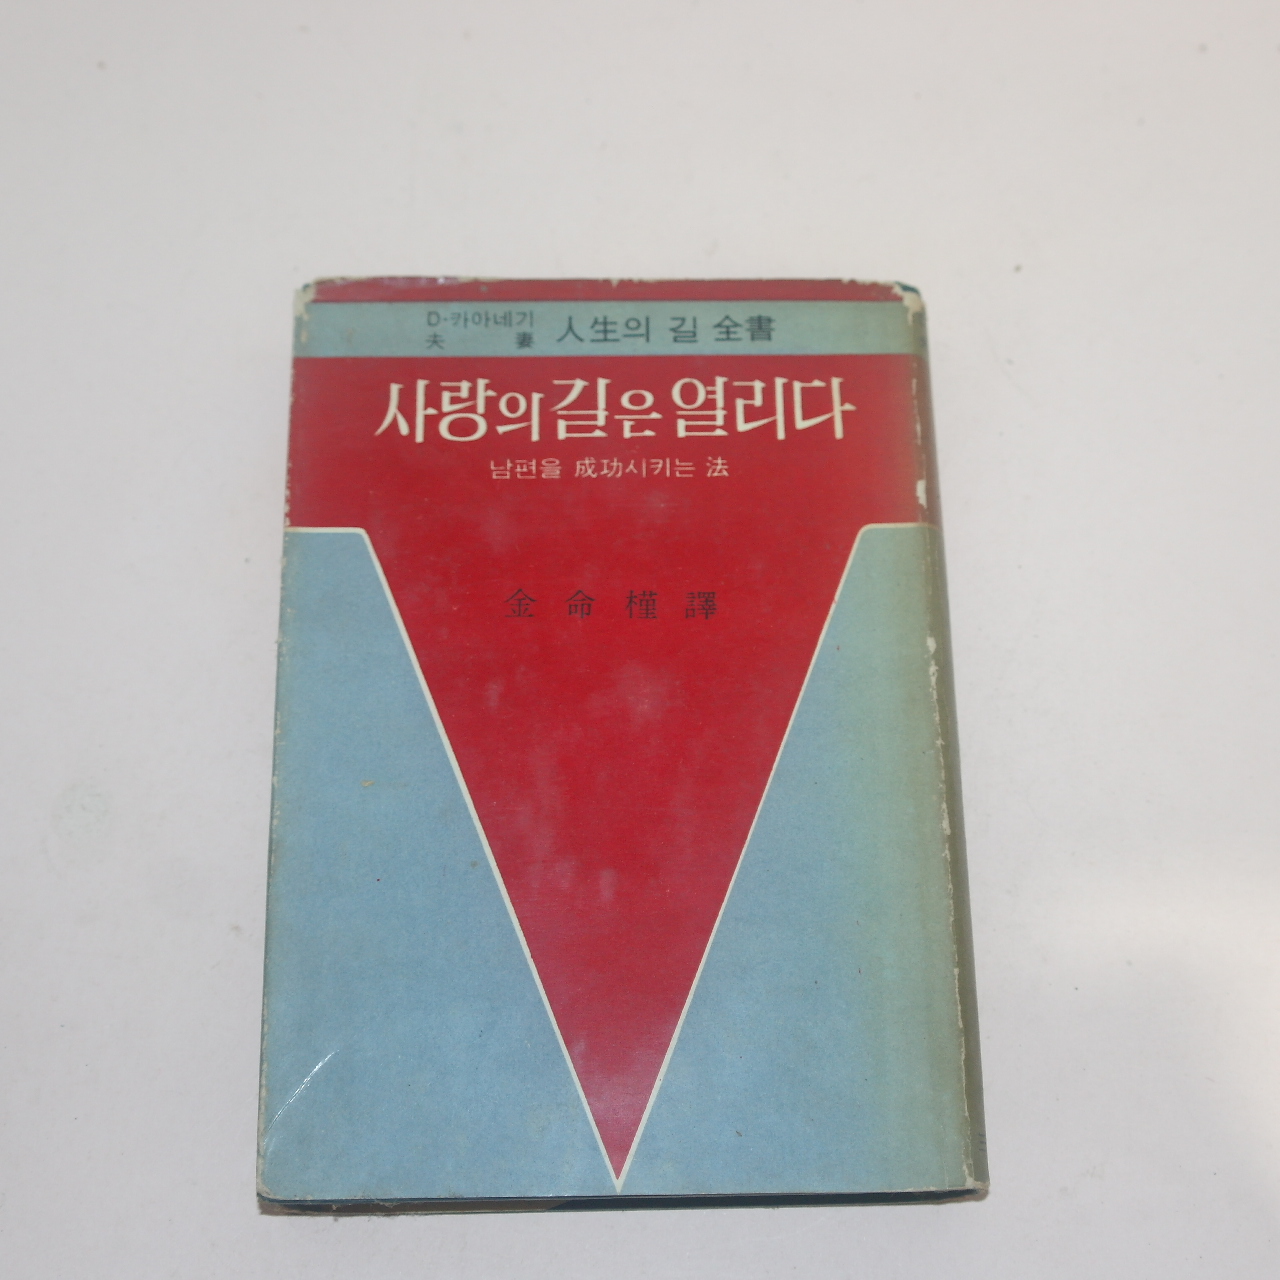 D·카아네기
夫 妻 人生의 길 全書
사랑의 길은 열리다
남편을 成功시키는 法
金命槿譯